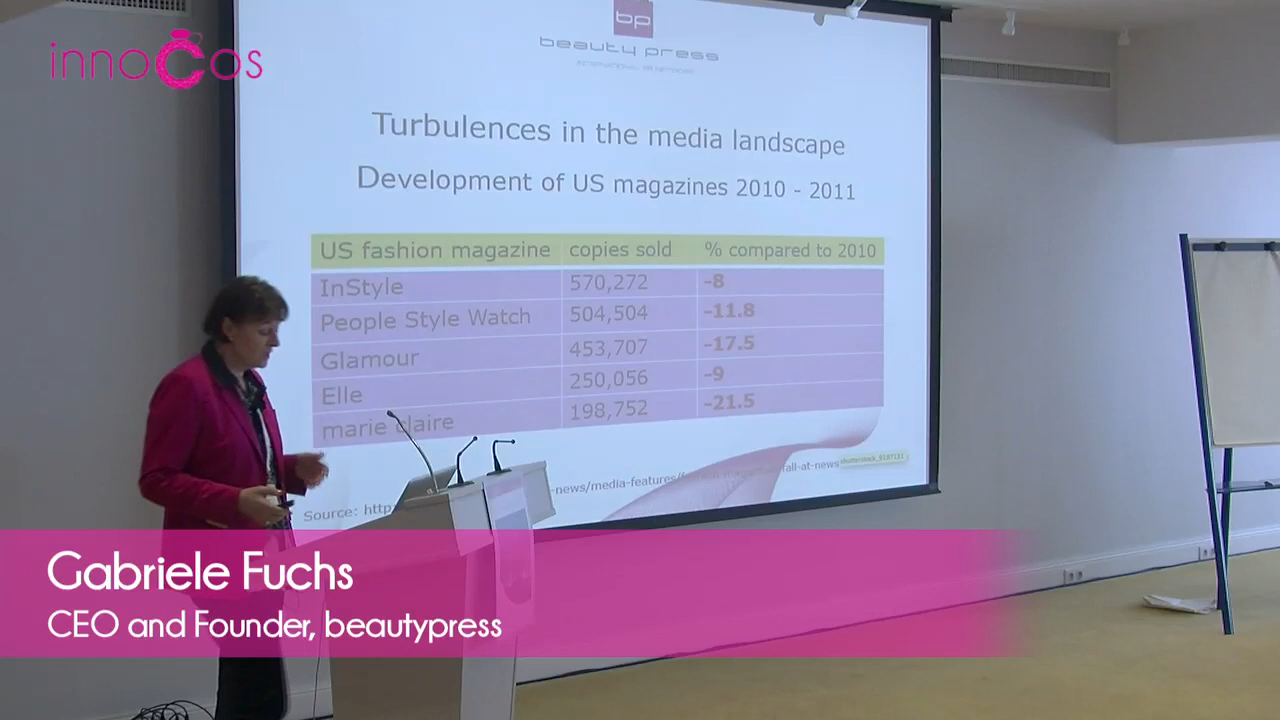 innocos
bp
beauty press
Turbulences in the media landscape
Development of US magazines 2010 - 2011
US fashion magazine copies sold % compared to 2010
InStyle 570,272 -8
People Style Watch 504,504 -11.8
Glamour 453,707 -17.5
Elle 250,056 -9
marie claire 198,752 -21.5
Source: http
-news/media-features/ fall-at-news
shutterstock_9187131
Gabriele Fuchs
CEO and Founder, beautypress